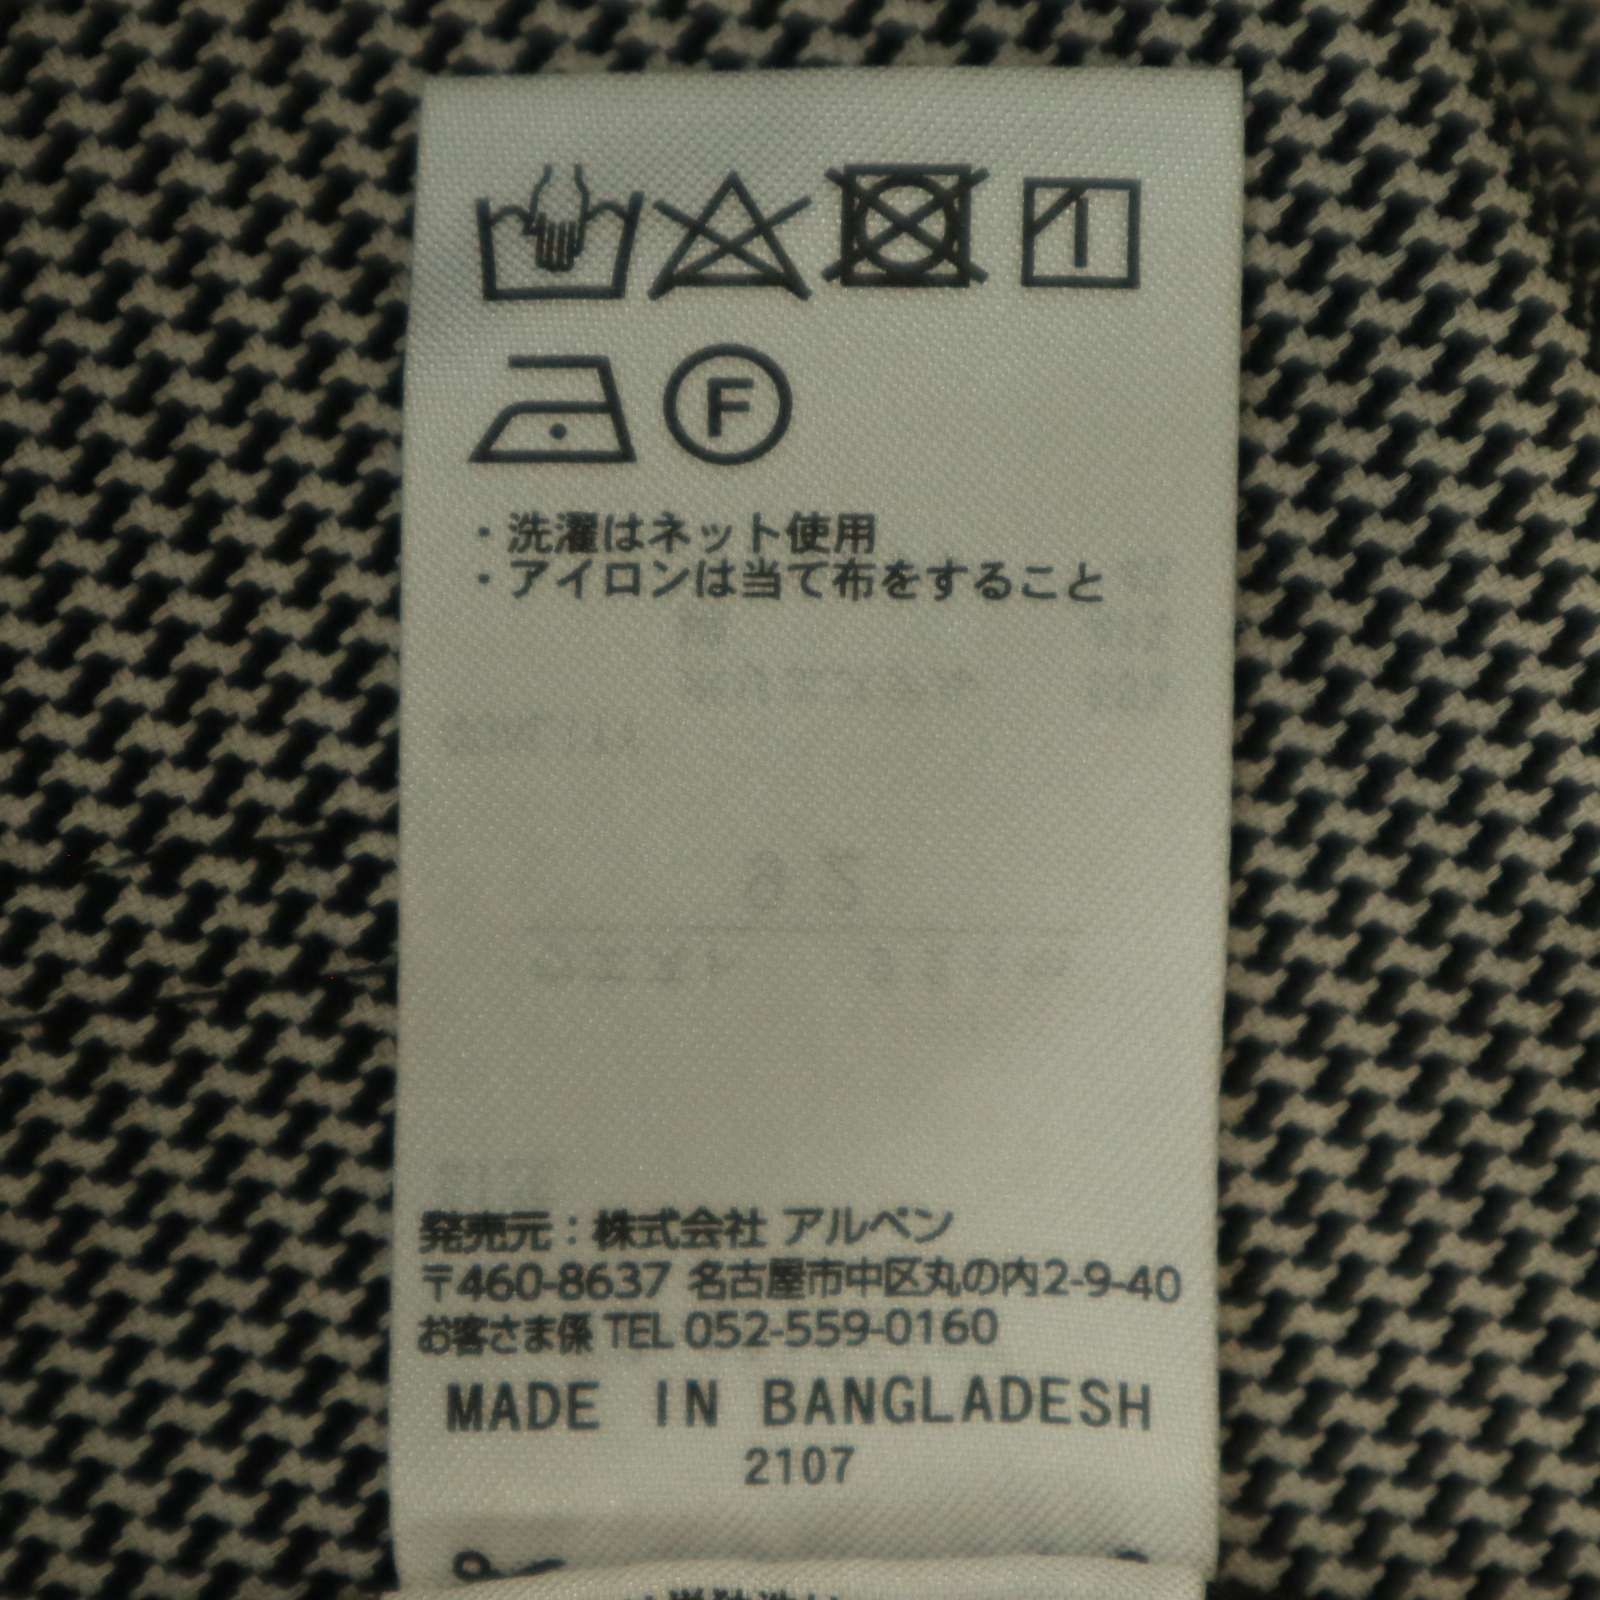 F
・洗濯はネット使用
・アイロンは当て布をすること
発売元：株式会社 アルペン
〒460-8637 名古屋市中区丸の内2-9-40
お客さま係 TEL 052-559-0160
MADE IN BANGLADESH
2107